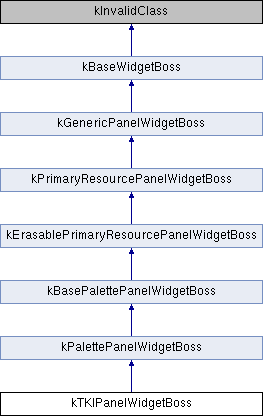 kInvalidClass
kBaseWidgetBoss
kGenericPanelWidgetBoss
kPrimaryResourcePanelWidgetBoss
kErasablePrimaryResourcePanelWidgetBoss
kBasePalettePanelWidgetBoss
kPalettePanelWidgetBoss
kTKIPanelWidgetBoss